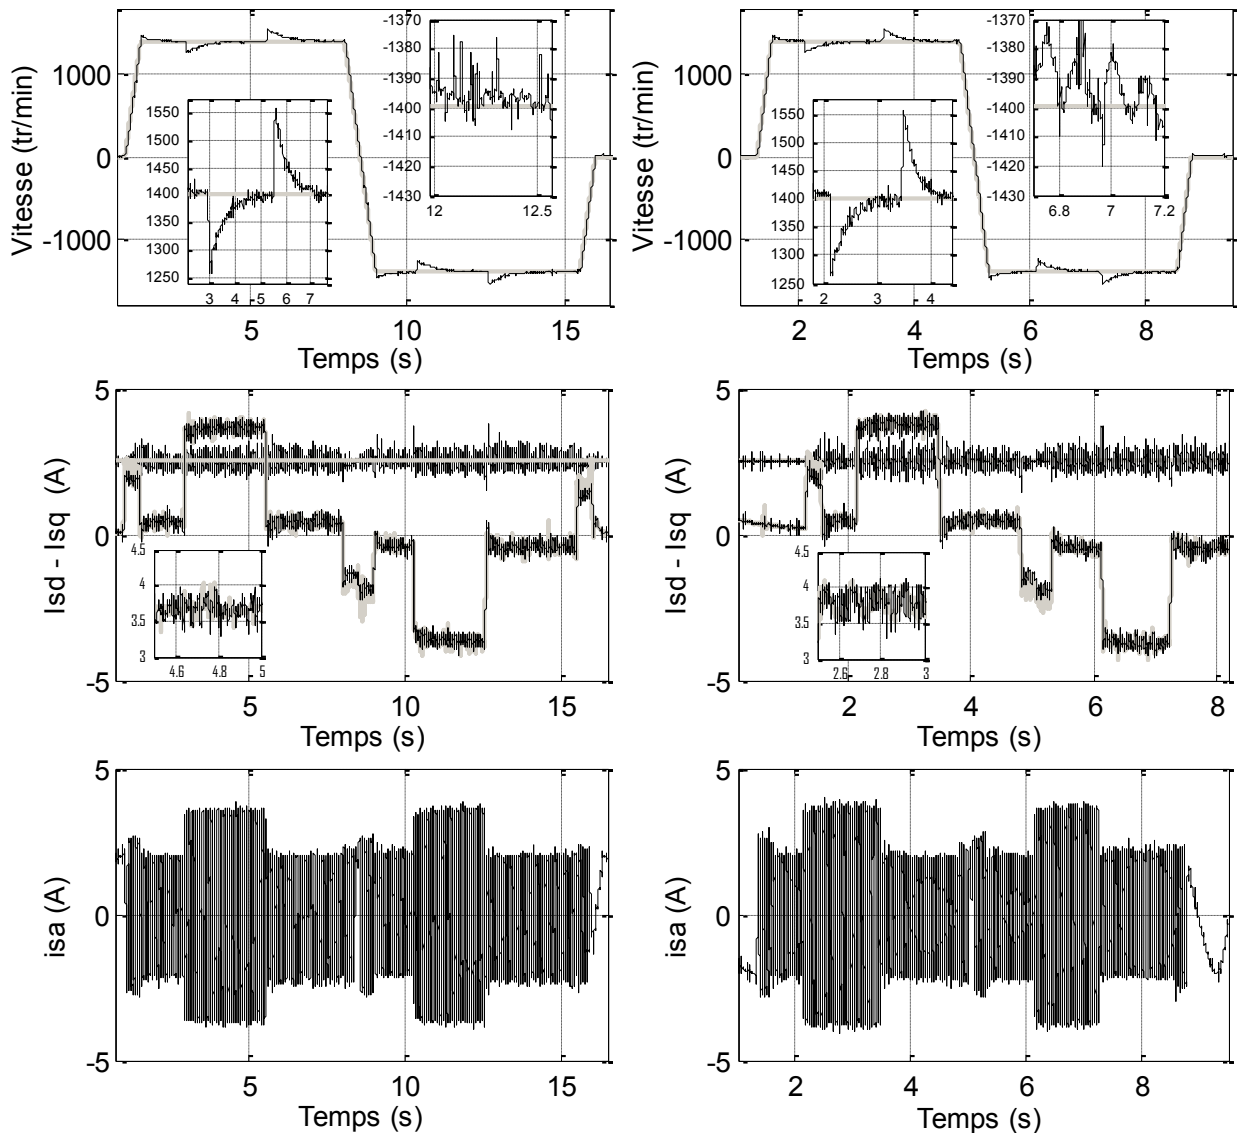 Vitesse (tr/min)
1000
0
-1000
1550
1500
1450
1400
1350
1300
1250
3 4 5 6 7
-1370
-1380
-1390
-1400
-1410
-1420
-1430
12 12.5
5 10 15
Temps (s)
Vitesse (tr/min)
1000
0
-1000
1550
1500
1450
1400
1350
1300
1250
2 3 4
-1370
-1380
-1390
-1400
-1410
-1420
-1430
6.8 7 7.2
2 4 6 8
Temps (s)
Isd - Isq (A)
5
0
-5
4.5
4
3.5
3
4.6 4.8 5
5 10 15
Temps (s)
Isd - Isq (A)
5
0
-5
4.5
4
3.5
3
2.6 2.8 3
2 4 6 8
Temps (s)
isa (A)
5
0
-5
5 10 15
Temps (s)
isa (A)
5
0
-5
2 4 6 8
Temps (s)